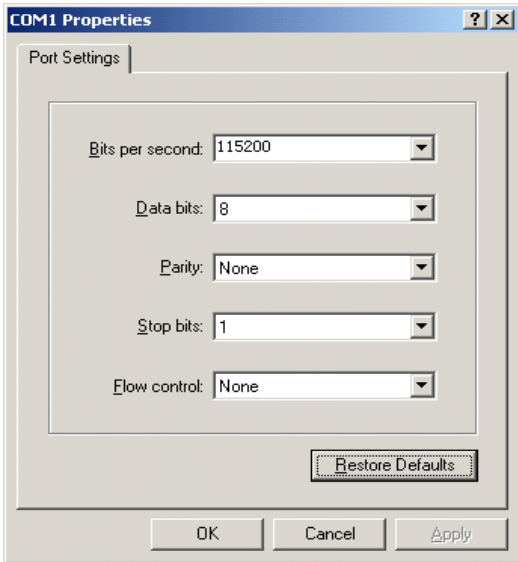 COM1 Properties
Port Settings
Bits per second: 115200
Data bits: 8
Parity: None
Stop bits: 1
Flow control: None
Restore Defaults
OK Cancel Apply